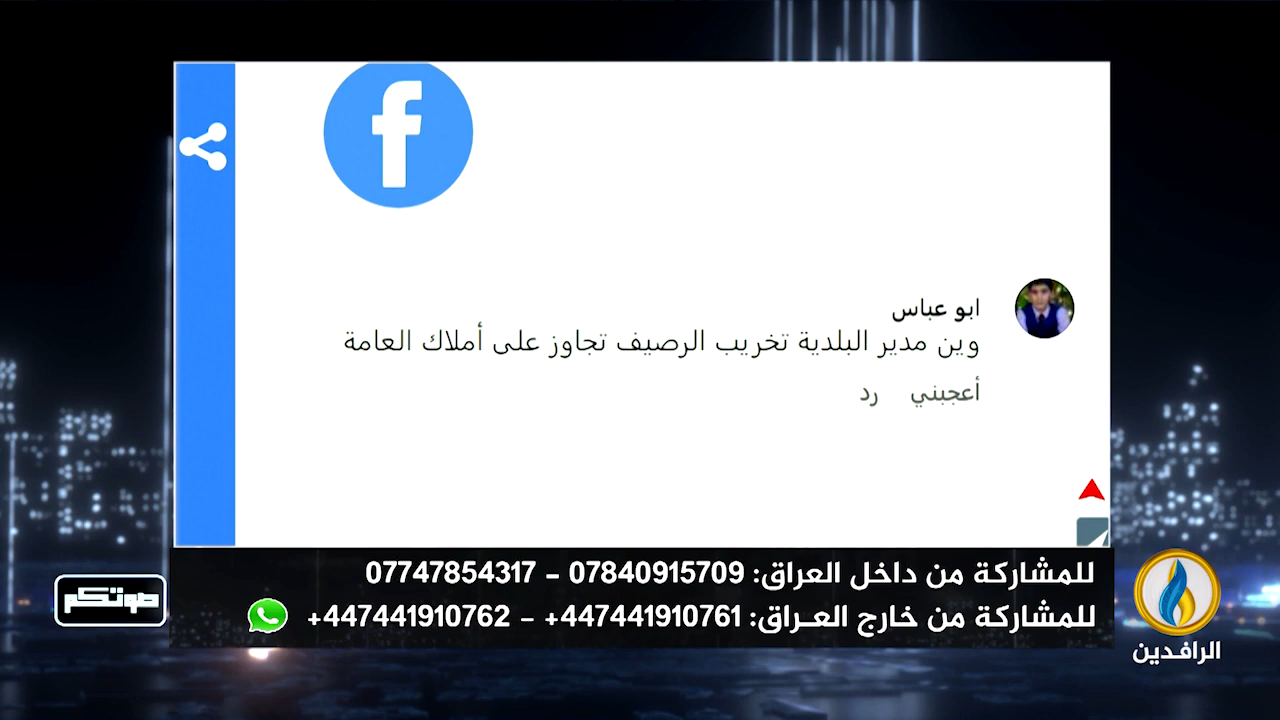 ابو عباس
وين مدير البلدية تخريب الرصيف تجاوز على أملاك العامة
أعجبني رد
للمشاركة من داخل العراق: 07840915709 - 07747854317
للمشاركة من خارج العـراق: 447441910761+ - 447441910762+
صوتكم
الرافدين